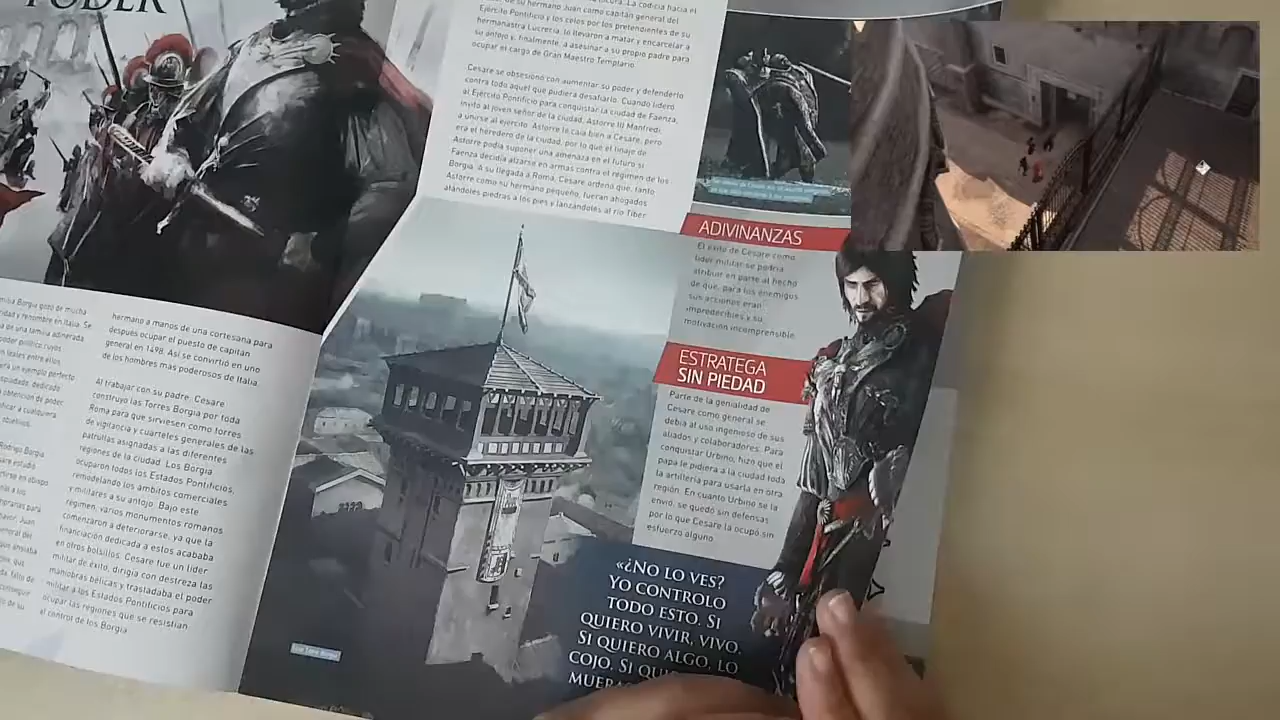 PODER
de su hermano Juan como capitán general del
Ejército Pontificio y los celos por los pretendientes de su
hermanastra Lucrecia, lo llevaron a matar y encarcelar a
su antojo y, finalmente, a asesinar a su propio padre para
ocupar el cargo de Gran Maestro Templario.
Cesare se obsesionó con aumentar su poder y defenderlo
contra todo aquel que pudiera desafiarlo. Cuando lideró
al Ejército Pontificio para conquistar la ciudad de Faenza,
invitó al joven señor de la ciudad, Astorre III Manfredi,
a unirse al ejército. Astorre le caía bien a Cesare, pero
era el heredero de la ciudad, por lo que el linaje de
Astorre podía suponer una amenaza en el futuro si
Faenza decidía alzarse en armas contra el régimen de los
Borgia. A su llegada a Roma, Cesare ordenó que, tanto
Astorre como su hermano pequeño, fueran ahogados
atándoles piedras a los pies y lanzándolos al río Tíber
hermano a manos de una cortesana para
después ocupar el puesto de capitán
general en 1498. Así se convirtió en uno
de los hombres más poderosos de Italia.
Al trabajar con su padre, Cesare
construyó las Torres Borgia por toda
Roma para que sirviesen como torres
de vigilancia y cuarteles generales de las
patrullas asignadas a las diferentes
regiones de la ciudad. Los Borgia
ocuparon todos los Estados Pontificios,
remodelando los ámbitos comerciales
y militares a su antojo. Bajo este
régimen, varios monumentos romanos
comenzaron a deteriorarse, ya que la
financiación dedicada a estos acababa
en otros bolsillos. Cesare fue un líder
militar de éxito, dirigía con destreza las
maniobras bélicas y trasladaba el poder
militar a los Estados Pontificios para
ocupar las regiones que se resistían
al control de los Borgia
ADIVINANZAS
El éxito de Cesare como
líder militar se podría
atribuir en parte al hecho
de que, para los enemigos
sus acciones eran
impredecibles y su
motivación incomprensible.
ESTRATEGA
SIN PIEDAD
Parte de la genialidad de
Cesare como general se
debía al uso ingenioso de sus
aliados y colaboradores. Para
conquistar Urbino, hizo que el
papa le pidiera a la ciudad toda
la artillería para usarla en otra
región. En cuanto Urbino se la
envió, se quedó sin defensas
por lo que Cesare la ocupó sin
esfuerzo alguno.
«¿NO LO VES?
YO CONTROLO
TODO ESTO. SI
QUIERO VIVIR, VIVO.
SI QUIERO ALGO, LO
COJO. SI